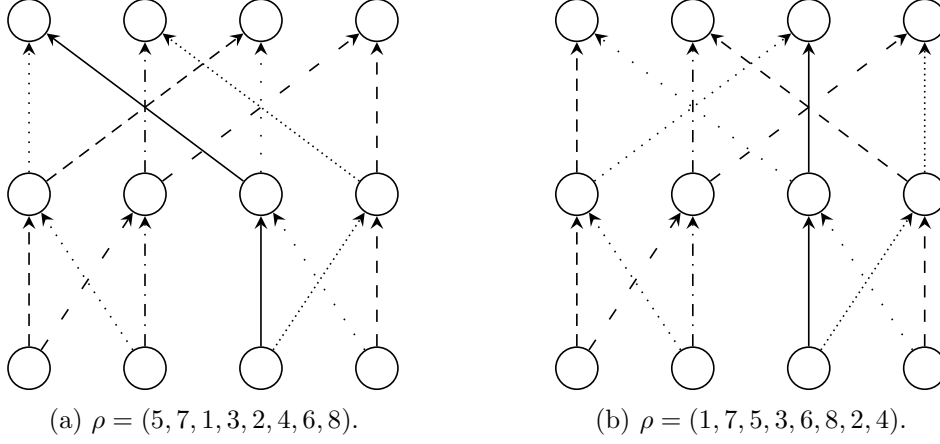 (a) ρ = (5, 7, 1, 3, 2, 4, 6, 8).
(b) ρ = (1, 7, 5, 3, 6, 8, 2, 4).